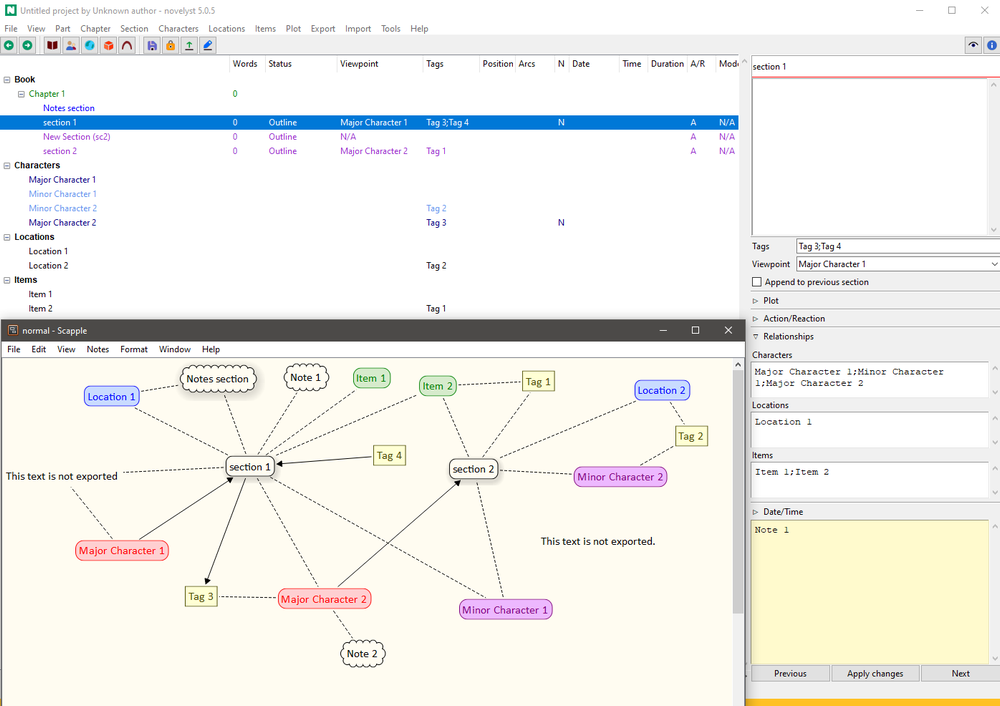 Untitled project by Unknown author - novelyst 5.0.5
File View Part Chapter Section Characters Locations Items Plot Export Import Tools Help
Words Status Viewpoint Tags Position Arcs N Date Time Duration A/R Mode
Book
Chapter 1 0
Notes section
section 1 0 Outline Major Character 1 Tag 3;Tag 4 N A N/A
New Section (sc2) 0 Outline N/A A N/A
section 2 0 Outline Major Character 2 Tag 1 A N/A
Characters
Major Character 1
Minor Character 1
Minor Character 2 Tag 2
Major Character 2 Tag 3 N
Locations
Location 1
Location 2 Tag 2
Items
Item 1
Item 2 Tag 1
section 1
Tags Tag 3;Tag 4
Viewpoint Major Character 1
Append to previous section
Plot
Action/Reaction
Relationships
Characters
Major Character 1;Minor Character
1;Major Character 2
Locations
Location 1
Items
Item 1;Item 2
Date/Time
Note 1
Previous Apply changes Next
normal - Scapple
File Edit View Notes Format Window Help
Notes section
Note 1
Item 1
Item 2
Tag 1
Location 1
Location 2
Tag 2
Tag 4
section 1
section 2
This text is not exported
Minor Character 2
This text is not exported.
Major Character 1
Tag 3
Major Character 2
Minor Character 1
Note 2